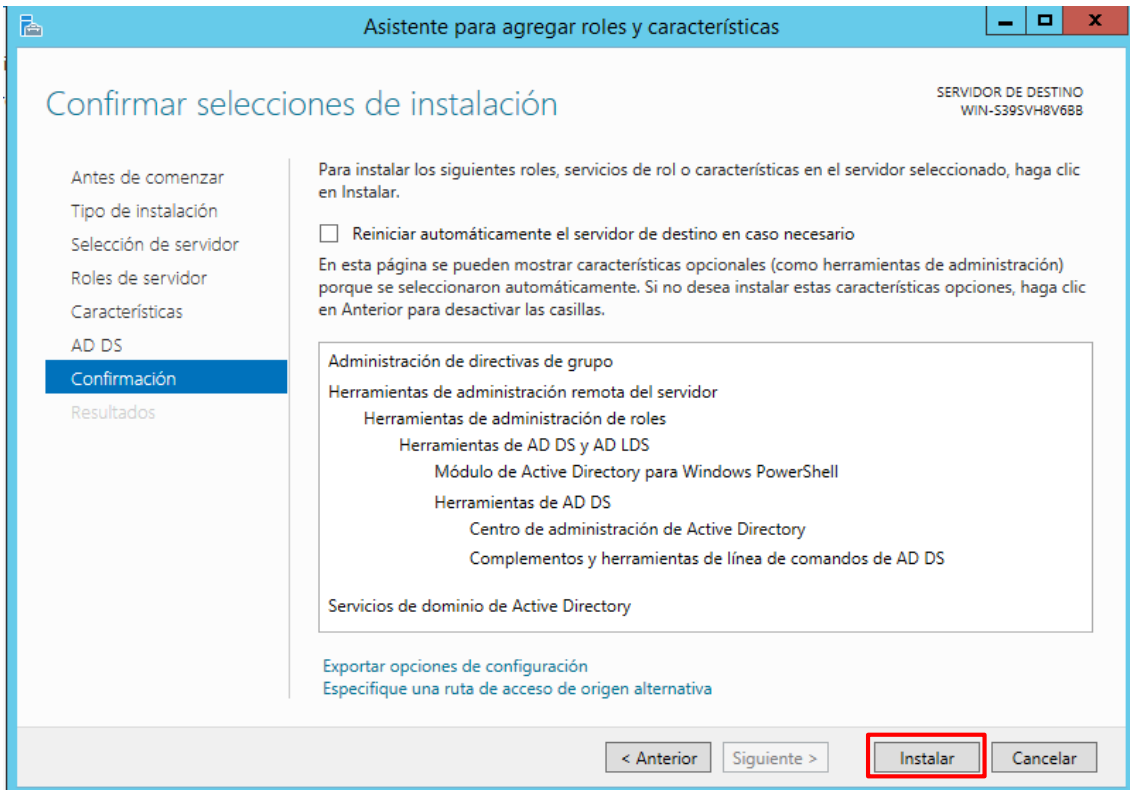 Asistente para agregar roles y características
Confirmar selecciones de instalación
SERVIDOR DE DESTINO
WIN-S39SVH8V6BB
Antes de comenzar
Tipo de instalación
Selección de servidor
Roles de servidor
Características
AD DS
Confirmación
Resultados
Para instalar los siguientes roles, servicios de rol o características en el servidor seleccionado, haga clic
en Instalar.
Reiniciar automáticamente el servidor de destino en caso necesario
En esta página se pueden mostrar características opcionales (como herramientas de administración)
porque se seleccionaron automáticamente. Si no desea instalar estas características opciones, haga clic
en Anterior para desactivar las casillas.
Administración de directivas de grupo
Herramientas de administración remota del servidor
Herramientas de administración de roles
Herramientas de AD DS y AD LDS
Módulo de Active Directory para Windows PowerShell
Herramientas de AD DS
Centro de administración de Active Directory
Complementos y herramientas de línea de comandos de AD DS
Servicios de dominio de Active Directory
Exportar opciones de configuración
Especifique una ruta de acceso de origen alternativa
< Anterior
Siguiente >
Instalar
Cancelar